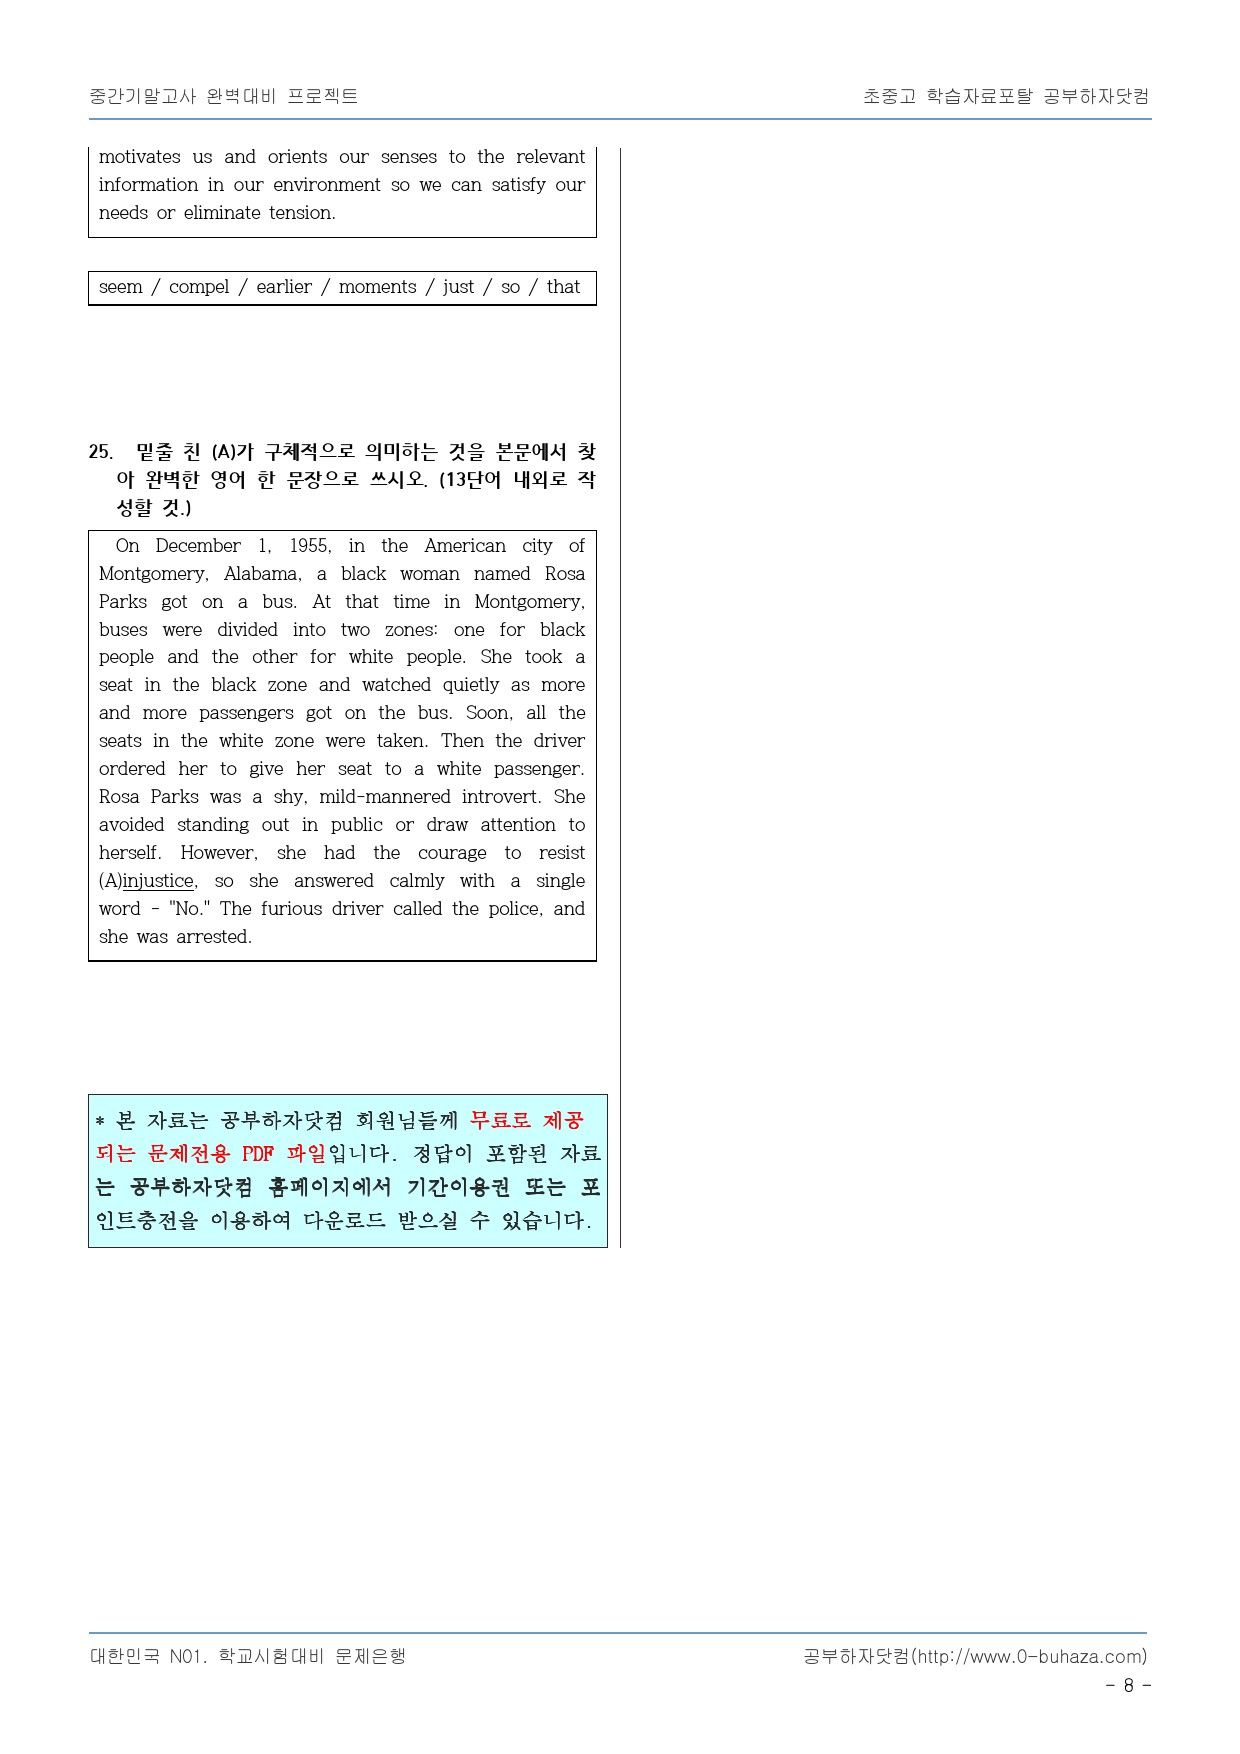 중간기말고사 완벽대비 프로젝트
초중고 학습자료포탈 공부하자닷컴
motivates us and orients our senses to the relevant
information in our environment so we can satisfy our
needs or eliminate tension.
seem / compel / earlier / moments / just / so / that
25. 밑줄 친 (A)가 구체적으로 의미하는 것을 본문에서 찾
아 완벽한 영어 한 문장으로 쓰시오. (13단어 내외로 작
성할 것.)
On December 1, 1955, in the American city of
Montgomery, Alabama, a black woman named Rosa
Parks got on a bus. At that time in Montgomery,
buses were divided into two zones: one for black
people and the other for white people. She took a
seat in the black zone and watched quietly as more
and more passengers got on the bus. Soon, all the
seats in the white zone were taken. Then the driver
ordered her to give her seat to a white passenger.
Rosa Parks was a shy, mild-mannered introvert. She
avoided standing out in public or draw attention to
herself. However, she had the courage to resist
(A)injustice, so she answered calmly with a single
word - "No." The furious driver called the police, and
she was arrested.
* 본 자료는 공부하자닷컴 회원님들께 무료로 제공
되는 문제전용 PDF 파일입니다. 정답이 포함된 자료
는 공부하자닷컴 홈페이지에서 기간이용권 또는 포
인트충전을 이용하여 다운로드 받으실 수 있습니다.
대한민국 N01. 학교시험대비 문제은행
공부하자닷컴(http://www.0-buhaza.com)
- 8 -